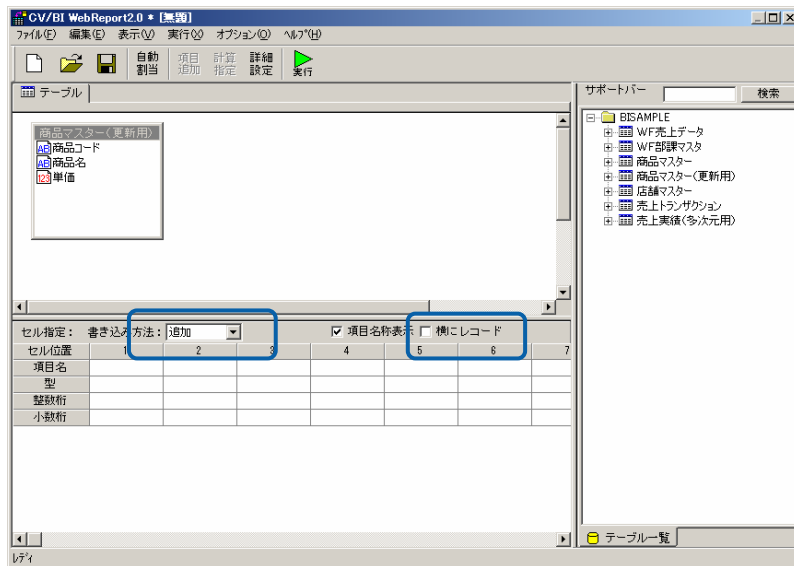 CV/BI WebReport2.0 * [無題]
ファイル(F) 編集(E) 表示(V) 実行(X) オプション(O) ヘルプ(H)
自動割当 項目追加 計算指定 詳細設定 実行
テーブル
サポートバー 検索
商品マスター(更新用)
商品コード
商品名
単価
BISAMPLE
WF売上データ
WF部課マスタ
商品マスター
商品マスター(更新用)
店舗マスター
売上トランザクション
売上実績(多次元用)
セル指定: 書き込み方法: 追加 項目名称表示 横にレコード
セル位置 1 2 3 4 5 6 7
項目名
型
整数桁
小数桁
テーブル一覧
レディ